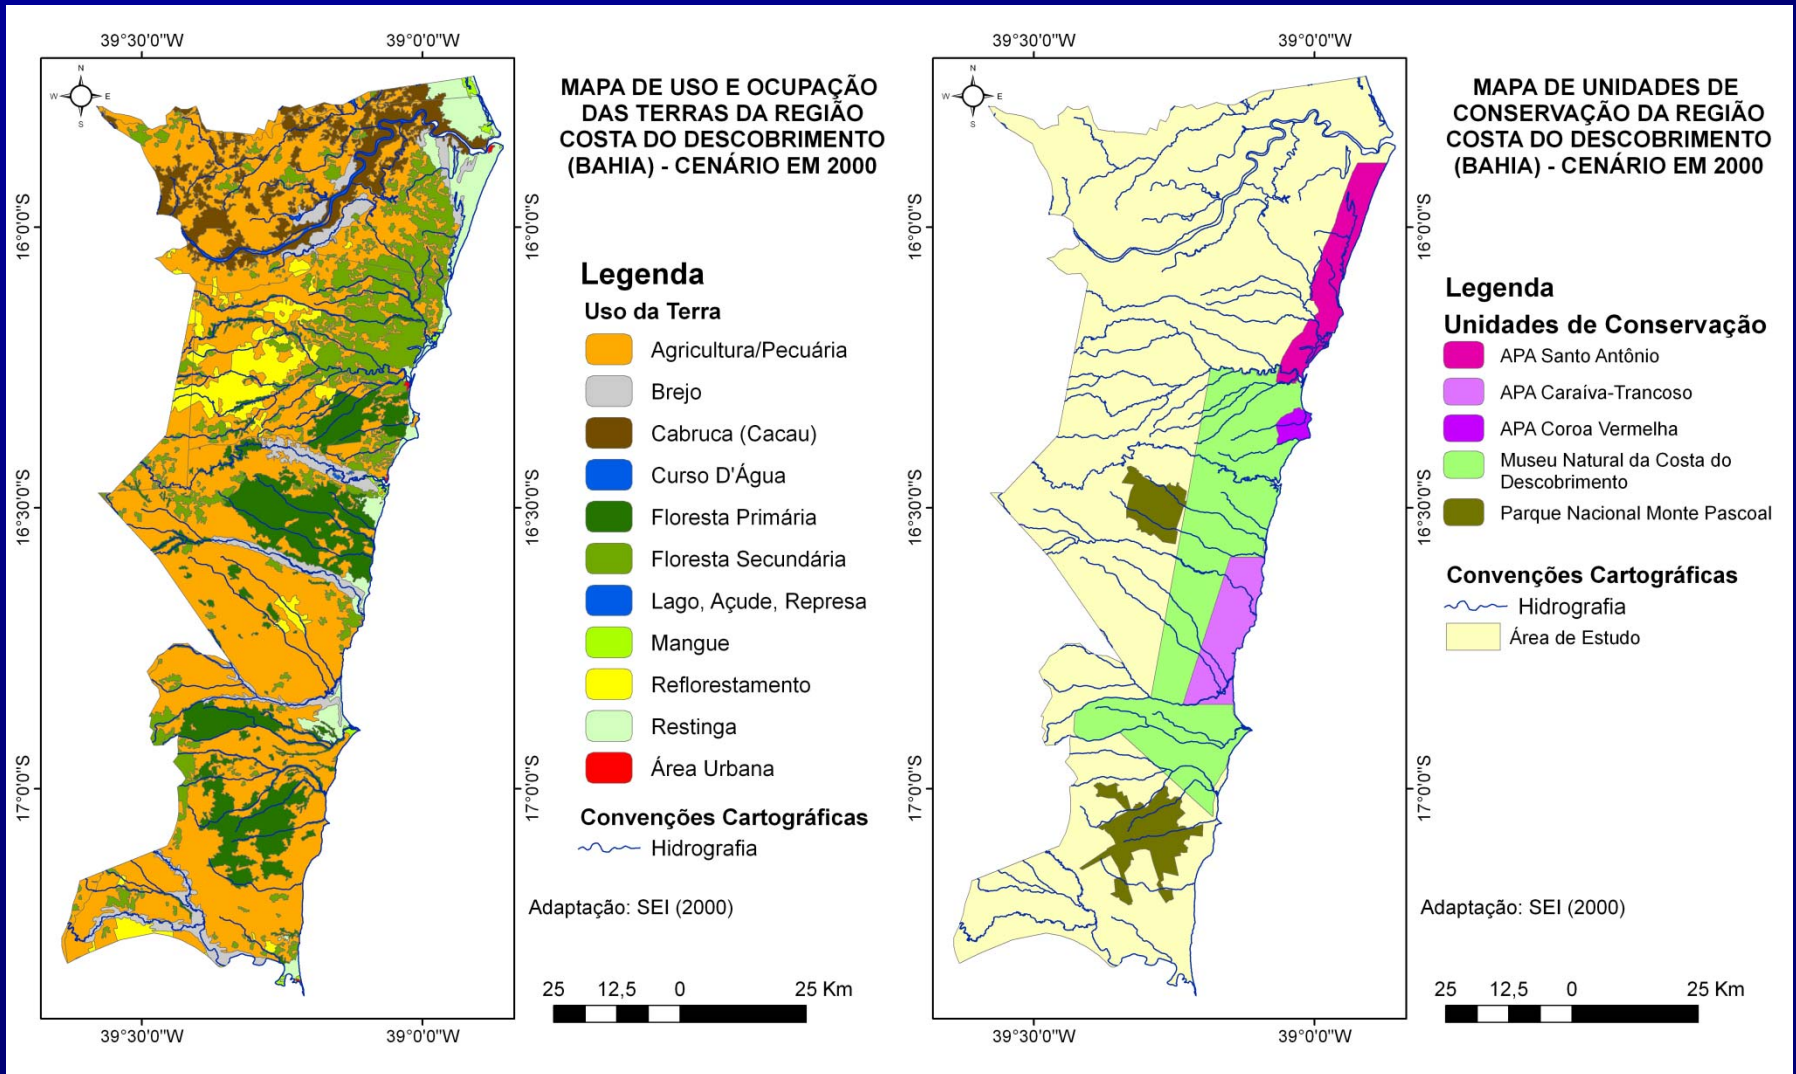 39°30'0"W
39°0'0"W
N
W
E
S
16°0'0"S
16°30'0"S
17°0'0"S
39°30'0"W
39°0'0"W
MAPA DE USO E OCUPAÇÃO
DAS TERRAS DA REGIÃO
COSTA DO DESCOBRIMENTO
(BAHIA) - CENÁRIO EM 2000
Legenda
Uso da Terra
Agricultura/Pecuária
Brejo
Cabruca (Cacau)
Curso D'Água
Floresta Primária
Floresta Secundária
Lago, Açude, Represa
Mangue
Reflorestamento
Restinga
Área Urbana
Convenções Cartográficas
Hidrografia
Adaptação: SEI (2000)
25 12,5 0 25 Km
16°0'0"S
16°30'0"S
17°0'0"S
39°30'0"W
39°0'0"W
N
W
E
S
16°0'0"S
16°30'0"S
17°0'0"S
39°30'0"W
39°0'0"W
16°0'0"S
16°30'0"S
17°0'0"S
MAPA DE UNIDADES DE
CONSERVAÇÃO DA REGIÃO
COSTA DO DESCOBRIMENTO
(BAHIA) - CENÁRIO EM 2000
Legenda
Unidades de Conservação
APA Santo Antônio
APA Caraíva-Trancoso
APA Coroa Vermelha
Museu Natural da Costa do
Descobrimento
Parque Nacional Monte Pascoal
Convenções Cartográficas
Hidrografia
Área de Estudo
Adaptação: SEI (2000)
25 12,5 0 25 Km